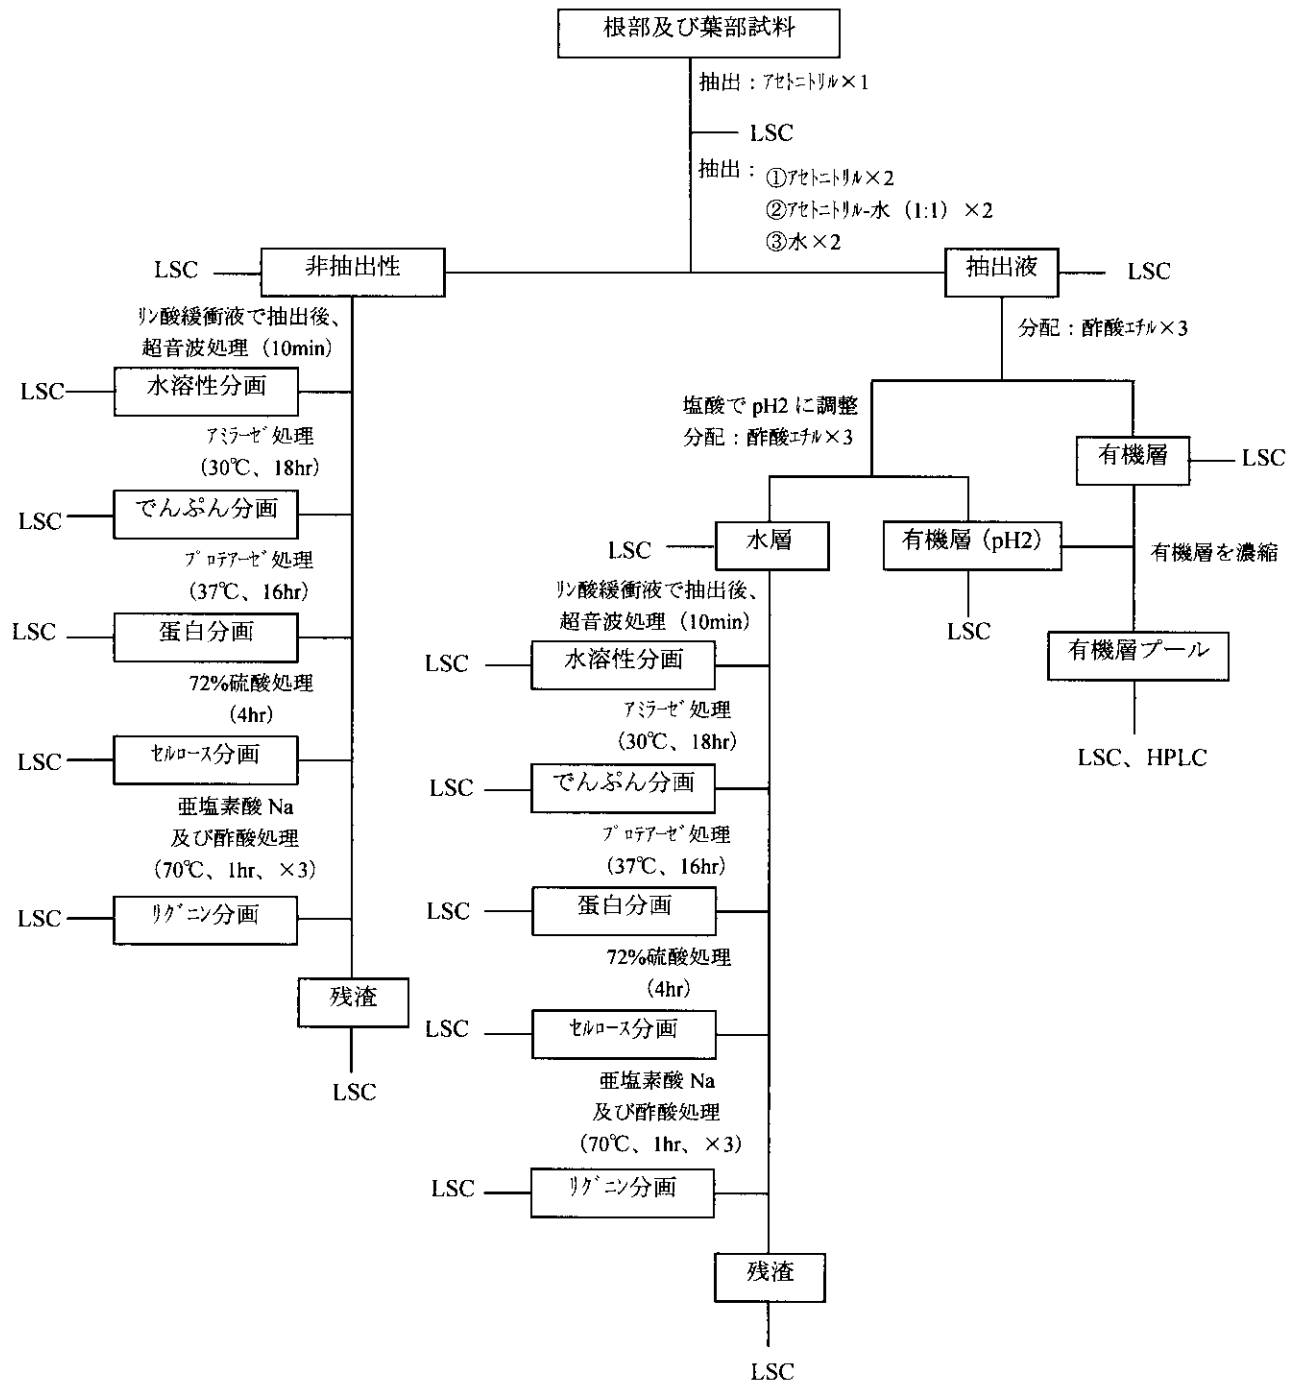 根部及び葉部試料
抽出：ｱｾﾄﾆﾄﾘﾙ×1
LSC
抽出：①ｱｾﾄﾆﾄﾘﾙ×2
②ｱｾﾄﾆﾄﾘﾙ-水（1:1）×2
③水×2
LSC
非抽出性
抽出液
LSC
ﾘﾝ酸緩衝液で抽出後、
超音波処理（10min）
LSC
水溶性分画
ｱﾐﾗｰｾﾞ処理
(30℃、18hr)
LSC
でんぷん分画
ﾌﾟﾛﾃｱｰｾﾞ処理
(37℃、16hr)
LSC
蛋白分画
72%硫酸処理
(4hr)
LSC
ｾﾙﾛｰｽ分画
亜塩素酸 Na
及び酢酸処理
(70℃、1hr、×3)
LSC
ﾘｸﾞﾆﾝ分画
残渣
LSC
分配：酢酸ｴﾁﾙ×3
塩酸で pH2 に調整
分配：酢酸ｴﾁﾙ×3
有機層
LSC
LSC
水層
有機層（pH2）
LSC
有機層を濃縮
有機層プール
LSC、HPLC
ﾘﾝ酸緩衝液で抽出後、
超音波処理（10min）
LSC
水溶性分画
ｱﾐﾗｰｾﾞ処理
(30℃、18hr)
LSC
でんぷん分画
ﾌﾟﾛﾃｱｰｾﾞ処理
(37℃、16hr)
LSC
蛋白分画
72%硫酸処理
(4hr)
LSC
ｾﾙﾛｰｽ分画
亜塩素酸 Na
及び酢酸処理
(70℃、1hr、×3)
LSC
ﾘｸﾞﾆﾝ分画
残渣
LSC